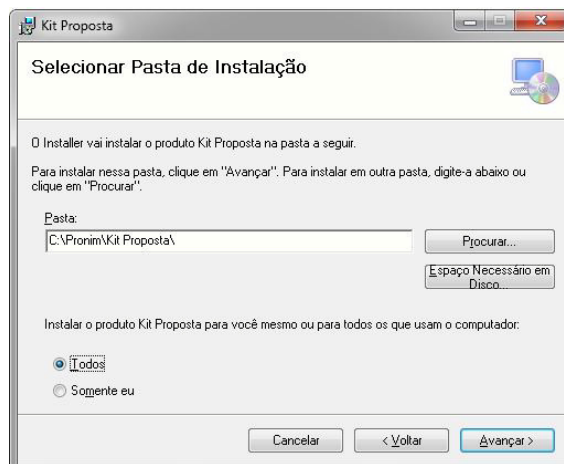 Kit Proposta
Selecionar Pasta de Instalação
O Installer vai instalar o produto Kit Proposta na pasta a seguir.
Para instalar nessa pasta, clique em "Avançar". Para instalar em outra pasta, digite-a abaixo ou
clique em "Procurar".
Pasta:
C:\Pronim\Kit Proposta\
Procurar...
Espaço Necessário em
Disco...
Instalar o produto Kit Proposta para você mesmo ou para todos os que usam o computador:
Todos
Somente eu
Cancelar
< Voltar
Avançar >